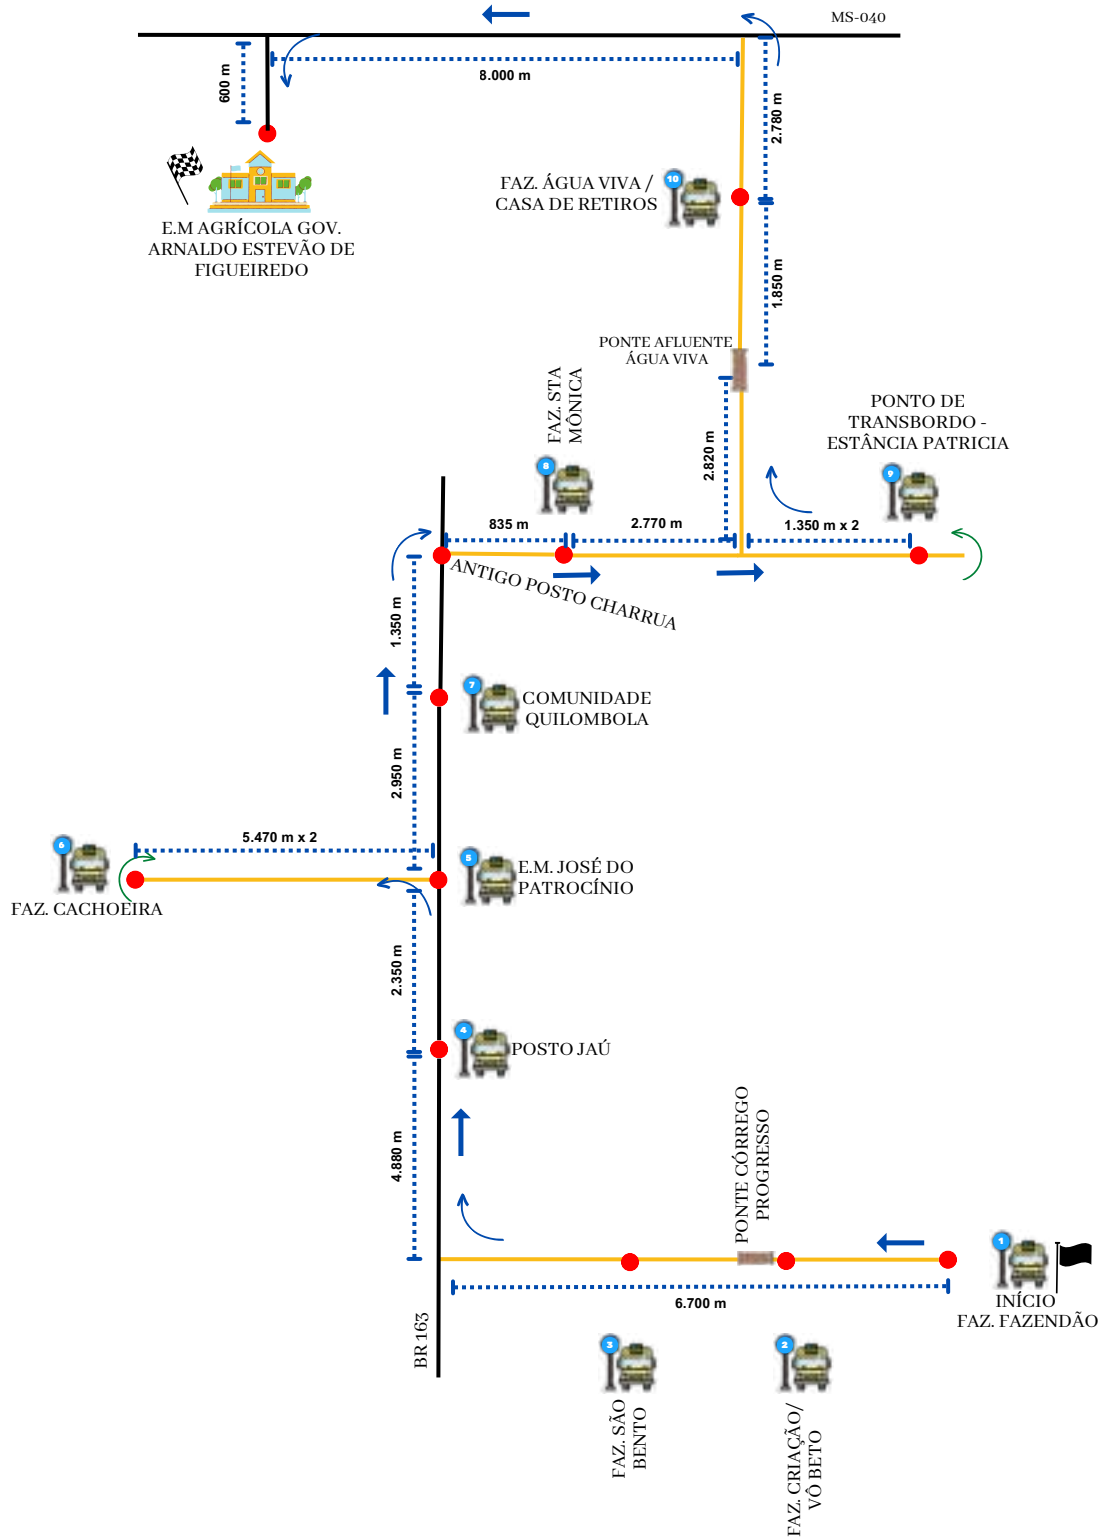 MS-040
8.000 m
600 m
2.780 m
10
FAZ. ÁGUA VIVA /
CASA DE RETIROS
E.M AGRÍCOLA GOV.
ARNALDO ESTEVÃO DE
FIGUEIREDO
1.850 m
PONTE AFLUENTE
ÁGUA VIVA
FAZ. STA
MÔNICA
8
2.820 m
PONTO DE
TRANSBORDO -
ESTÂNCIA PATRICIA
9
835 m
2.770 m
1.350 m x 2
ANTIGO POSTO CHARRUA
1.350 m
7
COMUNIDADE
QUILOMBOLA
2.950 m
5.470 m x 2
6
FAZ. CACHOEIRA
5
E.M. JOSÉ DO
PATROCÍNIO
2.350 m
4
POSTO JAÚ
4.880 m
PONTE CÓRREGO
PROGRESSO
1
INÍCIO
FAZ. FAZENDÃO
6.700 m
BR 163
3
FAZ. SÃO
BENTO
2
FAZ. CRIAÇÃO/
VÔ BETO